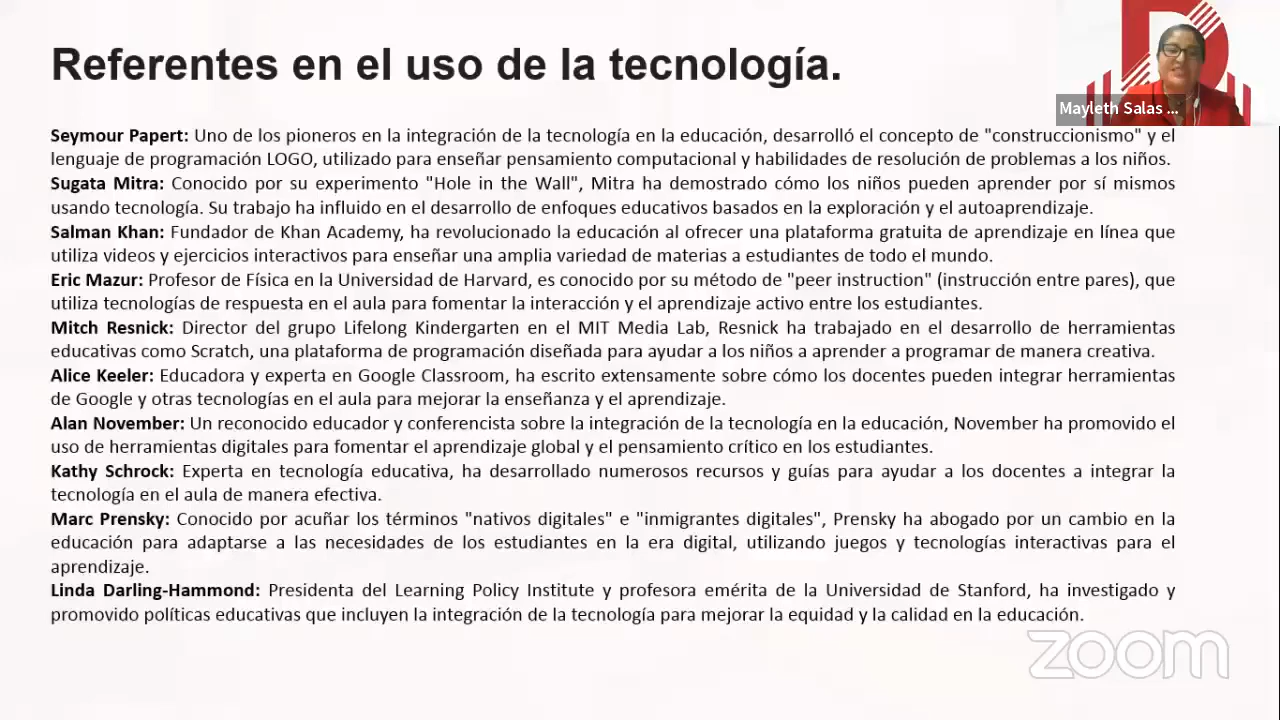 Referentes en el uso de la tecnología.
Mayleth Salas ...
Seymour Papert: Uno de los pioneros en la integración de la tecnología en la educación, desarrolló el concepto de "construccionismo" y el
lenguaje de programación LOGO, utilizado para enseñar pensamiento computacional y habilidades de resolución de problemas a los niños.
Sugata Mitra: Conocido por su experimento "Hole in the Wall", Mitra ha demostrado cómo los niños pueden aprender por sí mismos
usando tecnología. Su trabajo ha influido en el desarrollo de enfoques educativos basados en la exploración y el autoaprendizaje.
Salman Khan: Fundador de Khan Academy, ha revolucionado la educación al ofrecer una plataforma gratuita de aprendizaje en línea que
utiliza videos y ejercicios interactivos para enseñar una amplia variedad de materias a estudiantes de todo el mundo.
Eric Mazur: Profesor de Física en la Universidad de Harvard, es conocido por su método de "peer instruction" (instrucción entre pares), que
utiliza tecnologías de respuesta en el aula para fomentar la interacción y el aprendizaje activo entre los estudiantes.
Mitch Resnick: Director del grupo Lifelong Kindergarten en el MIT Media Lab, Resnick ha trabajado en el desarrollo de herramientas
educativas como Scratch, una plataforma de programación diseñada para ayudar a los niños a aprender a programar de manera creativa.
Alice Keeler: Educadora y experta en Google Classroom, ha escrito extensamente sobre cómo los docentes pueden integrar herramientas
de Google y otras tecnologías en el aula para mejorar la enseñanza y el aprendizaje.
Alan November: Un reconocido educador y conferencista sobre la integración de la tecnología en la educación, November ha promovido el
uso de herramientas digitales para fomentar el aprendizaje global y el pensamiento crítico en los estudiantes.
Kathy Schrock: Experta en tecnología educativa, ha desarrollado numerosos recursos y guías para ayudar a los docentes a integrar la
tecnología en el aula de manera efectiva.
Marc Prensky: Conocido por acuñar los términos "nativos digitales" e "inmigrantes digitales", Prensky ha abogado por un cambio en la
educación para adaptarse a las necesidades de los estudiantes en la era digital, utilizando juegos y tecnologías interactivas para el
aprendizaje.
Linda Darling-Hammond: Presidenta del Learning Policy Institute y profesora emérita de la Universidad de Stanford, ha investigado y
promovido políticas educativas que incluyen la integración de la tecnología para mejorar la equidad y la calidad en la educación.
zoom